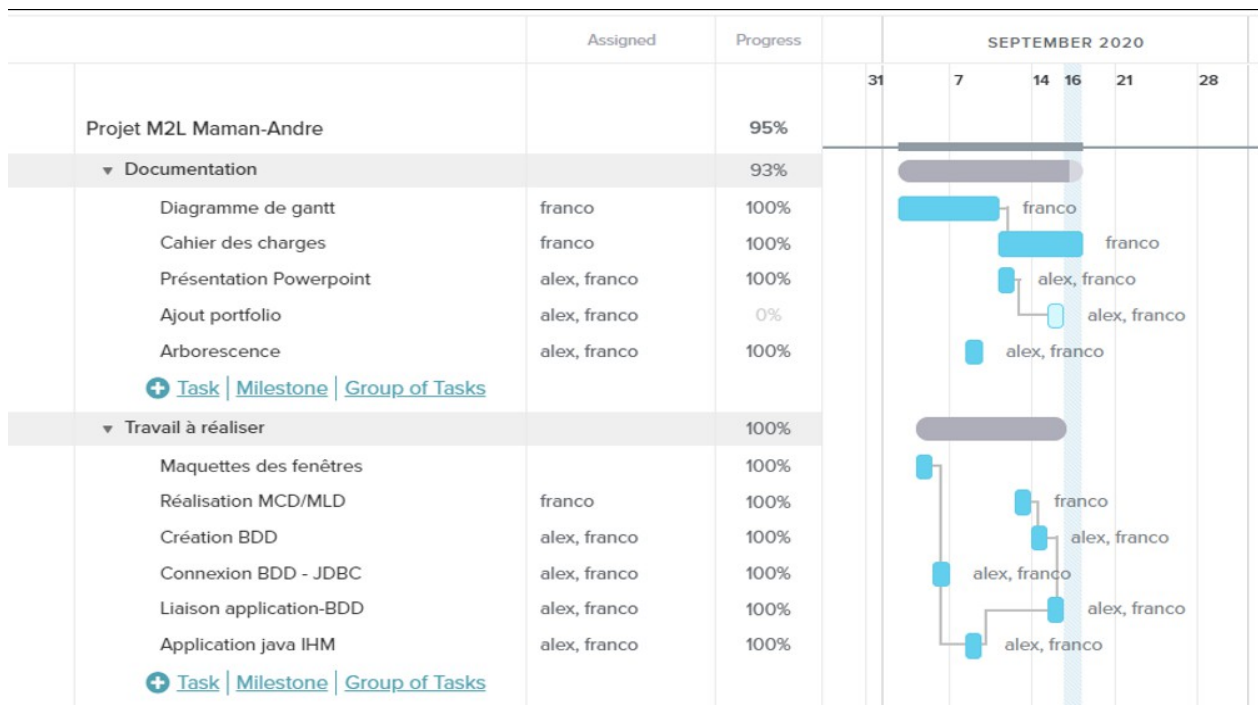 Assigned Progress SEPTEMBER 2020
31 7 14 16 21 28
Projet M2L Maman-Andre 95%
Documentation 93%
Diagramme de gantt franco 100% franco
Cahier des charges franco 100% franco
Présentation Powerpoint alex, franco 100% alex, franco
Ajout portfolio alex, franco 0% alex, franco
Arborescence alex, franco 100% alex, franco
Task | Milestone | Group of Tasks
Travail à réaliser 100%
Maquettes des fenêtres 100%
Réalisation MCD/MLD franco 100% franco
Création BDD alex, franco 100% alex, franco
Connexion BDD - JDBC alex, franco 100% alex, franco
Liaison application-BDD alex, franco 100% alex, franco
Application java IHM alex, franco 100% alex, franco
Task | Milestone | Group of Tasks